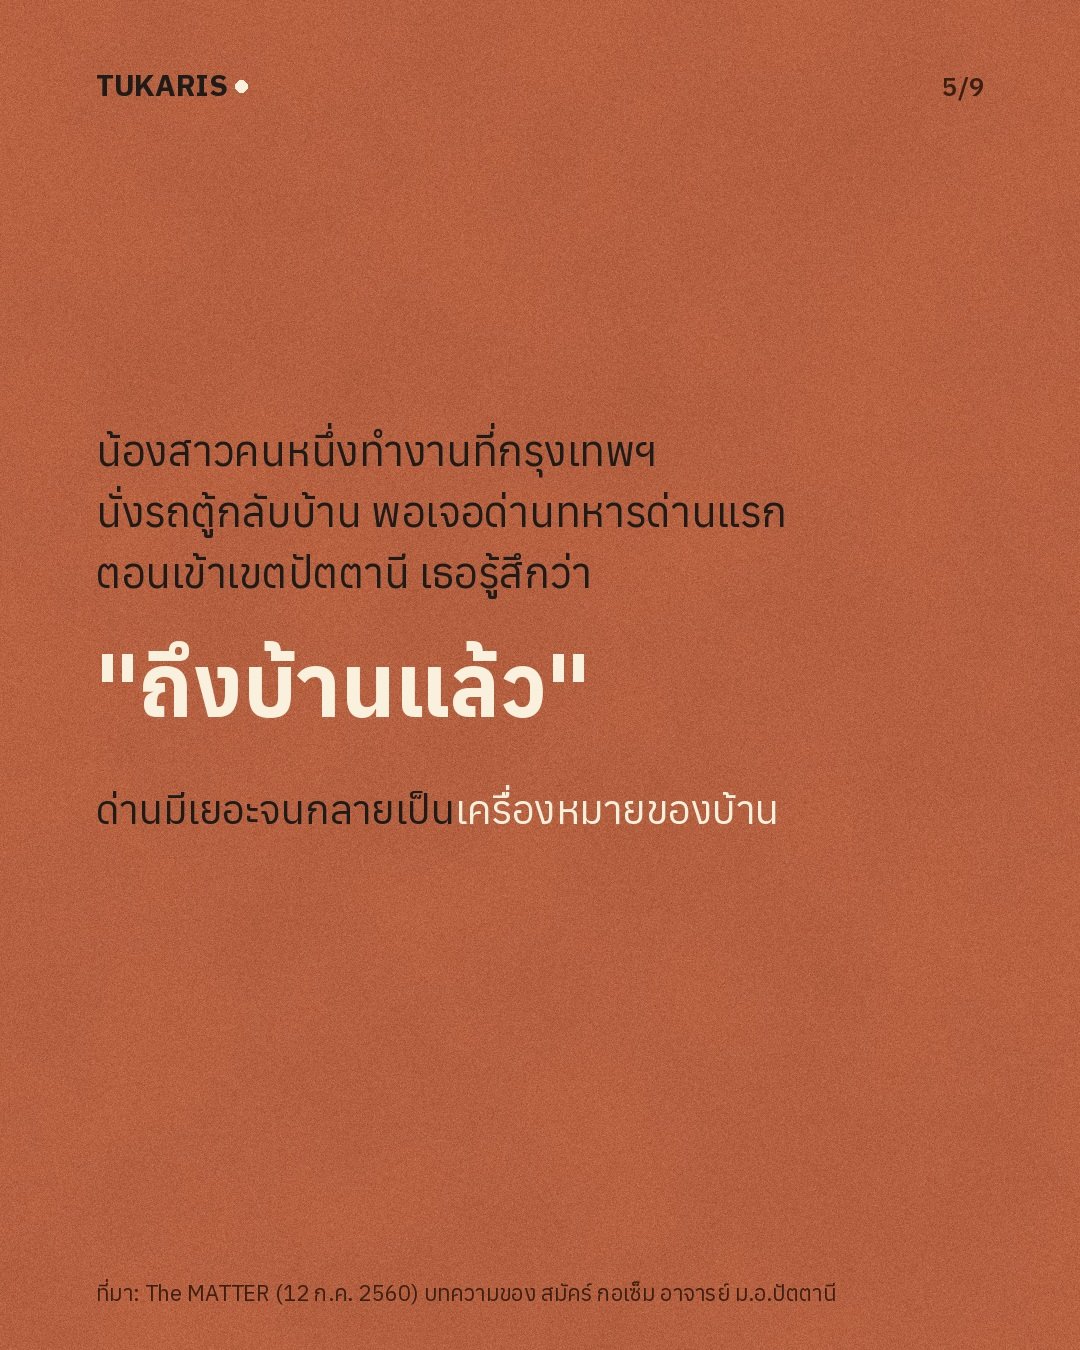 TUKARIS
5/9
น้องสาวคนหนึ่งทำงานที่กรุงเทพฯ
นั่งรถตู้กลับบ้าน พอเจอด่านทหารด่านแรก
ตอนเข้าเขตปัตตานี เธอรู้สึกว่า
"ถึงบ้านแล้ว"
ด่านมีเยอะจนกลายเป็นเครื่องหมายของบ้าน
ที่มา: The MATTER (12 ก.ค. 2560) บทความของ สมัคร์ กอเซ็ม อาจารย์ ม.อ.ปัตตานี